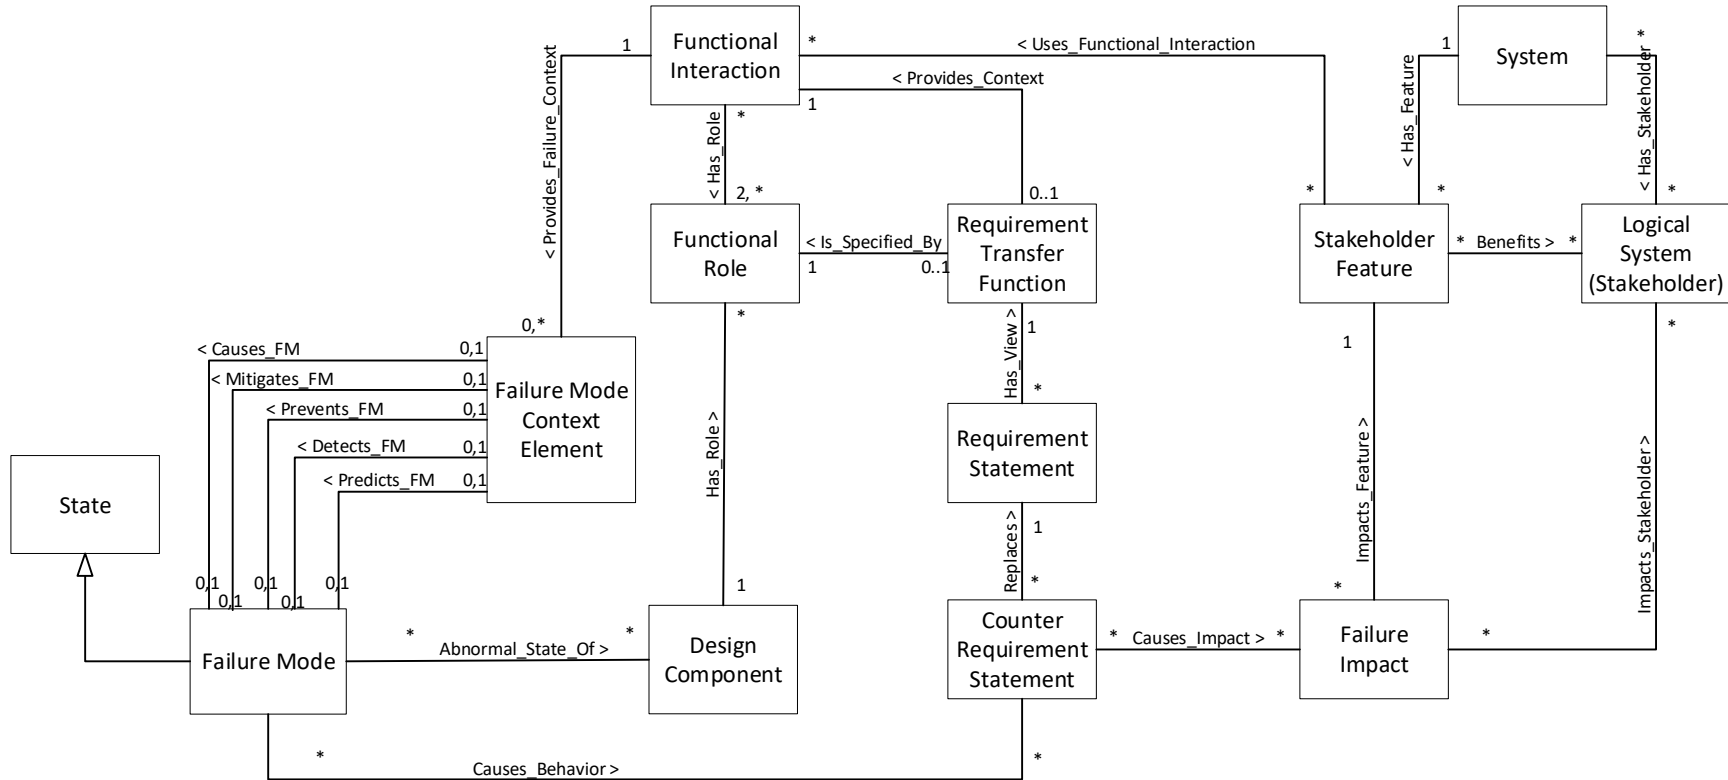 Functional
Interaction
System
1
*
< Uses_Functional_Interaction
1
*
< Provides_Context
1
*
< Provides_Failure_Context
< Has_Role
< Has_Feature
< Has_Stakeholder
2, *
0..1
*
*
*
Functional
Role
< Is_Specified_By
1
0..1
Requirement
Transfer
Function
Stakeholder
Feature
* Benefits > *
Logical
System
(Stakeholder)
0,*
*
Has_View >
1
1
*
< Causes_FM
0,1
< Mitigates_FM
0,1
< Prevents_FM
0,1
< Detects_FM
0,1
< Predicts_FM
0,1
Failure Mode
Context
Element
*
Has_Role >
Requirement
Statement
Impacts_Feature >
Impacts_Stakeholder >
State
Replaces >
1
0,1
0,1
0,1
0,1
0,1
1
*
*
Failure Mode
*
Abnormal_State_Of >
*
Design
Component
Counter
Requirement
Statement
* Causes_Impact > *
Failure
Impact
*
*
Causes_Behavior >
*